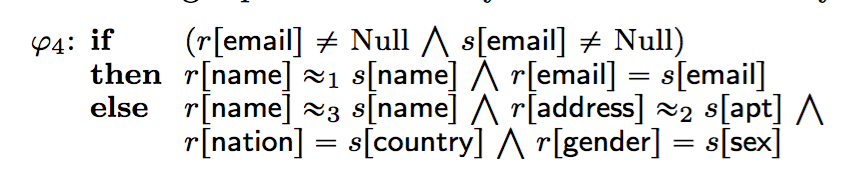 φ₄: if (r[email] ≠ Null ⋀ s[email] ≠ Null)
then r[name] ≈₁ s[name] ⋀ r[email] = s[email]
else r[name] ≈₃ s[name] ⋀ r[address] ≈₂ s[apt] ⋀
r[nation] = s[country] ⋀ r[gender] = s[sex]